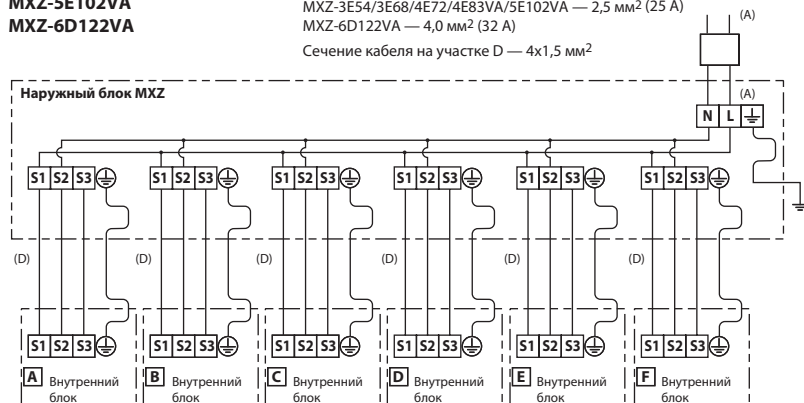 MXZ-5E102VA
MXZ-6D122VA
MXZ-3E54/3E68/4E72/4E83VA/5E102VA — 2,5 мм² (25 А)
MXZ-6D122VA — 4,0 мм² (32 А)
Сечение кабеля на участке D — 4x1,5 мм²
(A)
Наружный блок MXZ
(A)
N L
S1 S2 S3 S1 S2 S3 S1 S2 S3 S1 S2 S3 S1 S2 S3 S1 S2 S3
(D) (D) (D) (D) (D) (D)
S1 S2 S3 S1 S2 S3 S1 S2 S3 S1 S2 S3 S1 S2 S3 S1 S2 S3
A Внутренний блок
B Внутренний блок
C Внутренний блок
D Внутренний блок
E Внутренний блок
F Внутренний блок